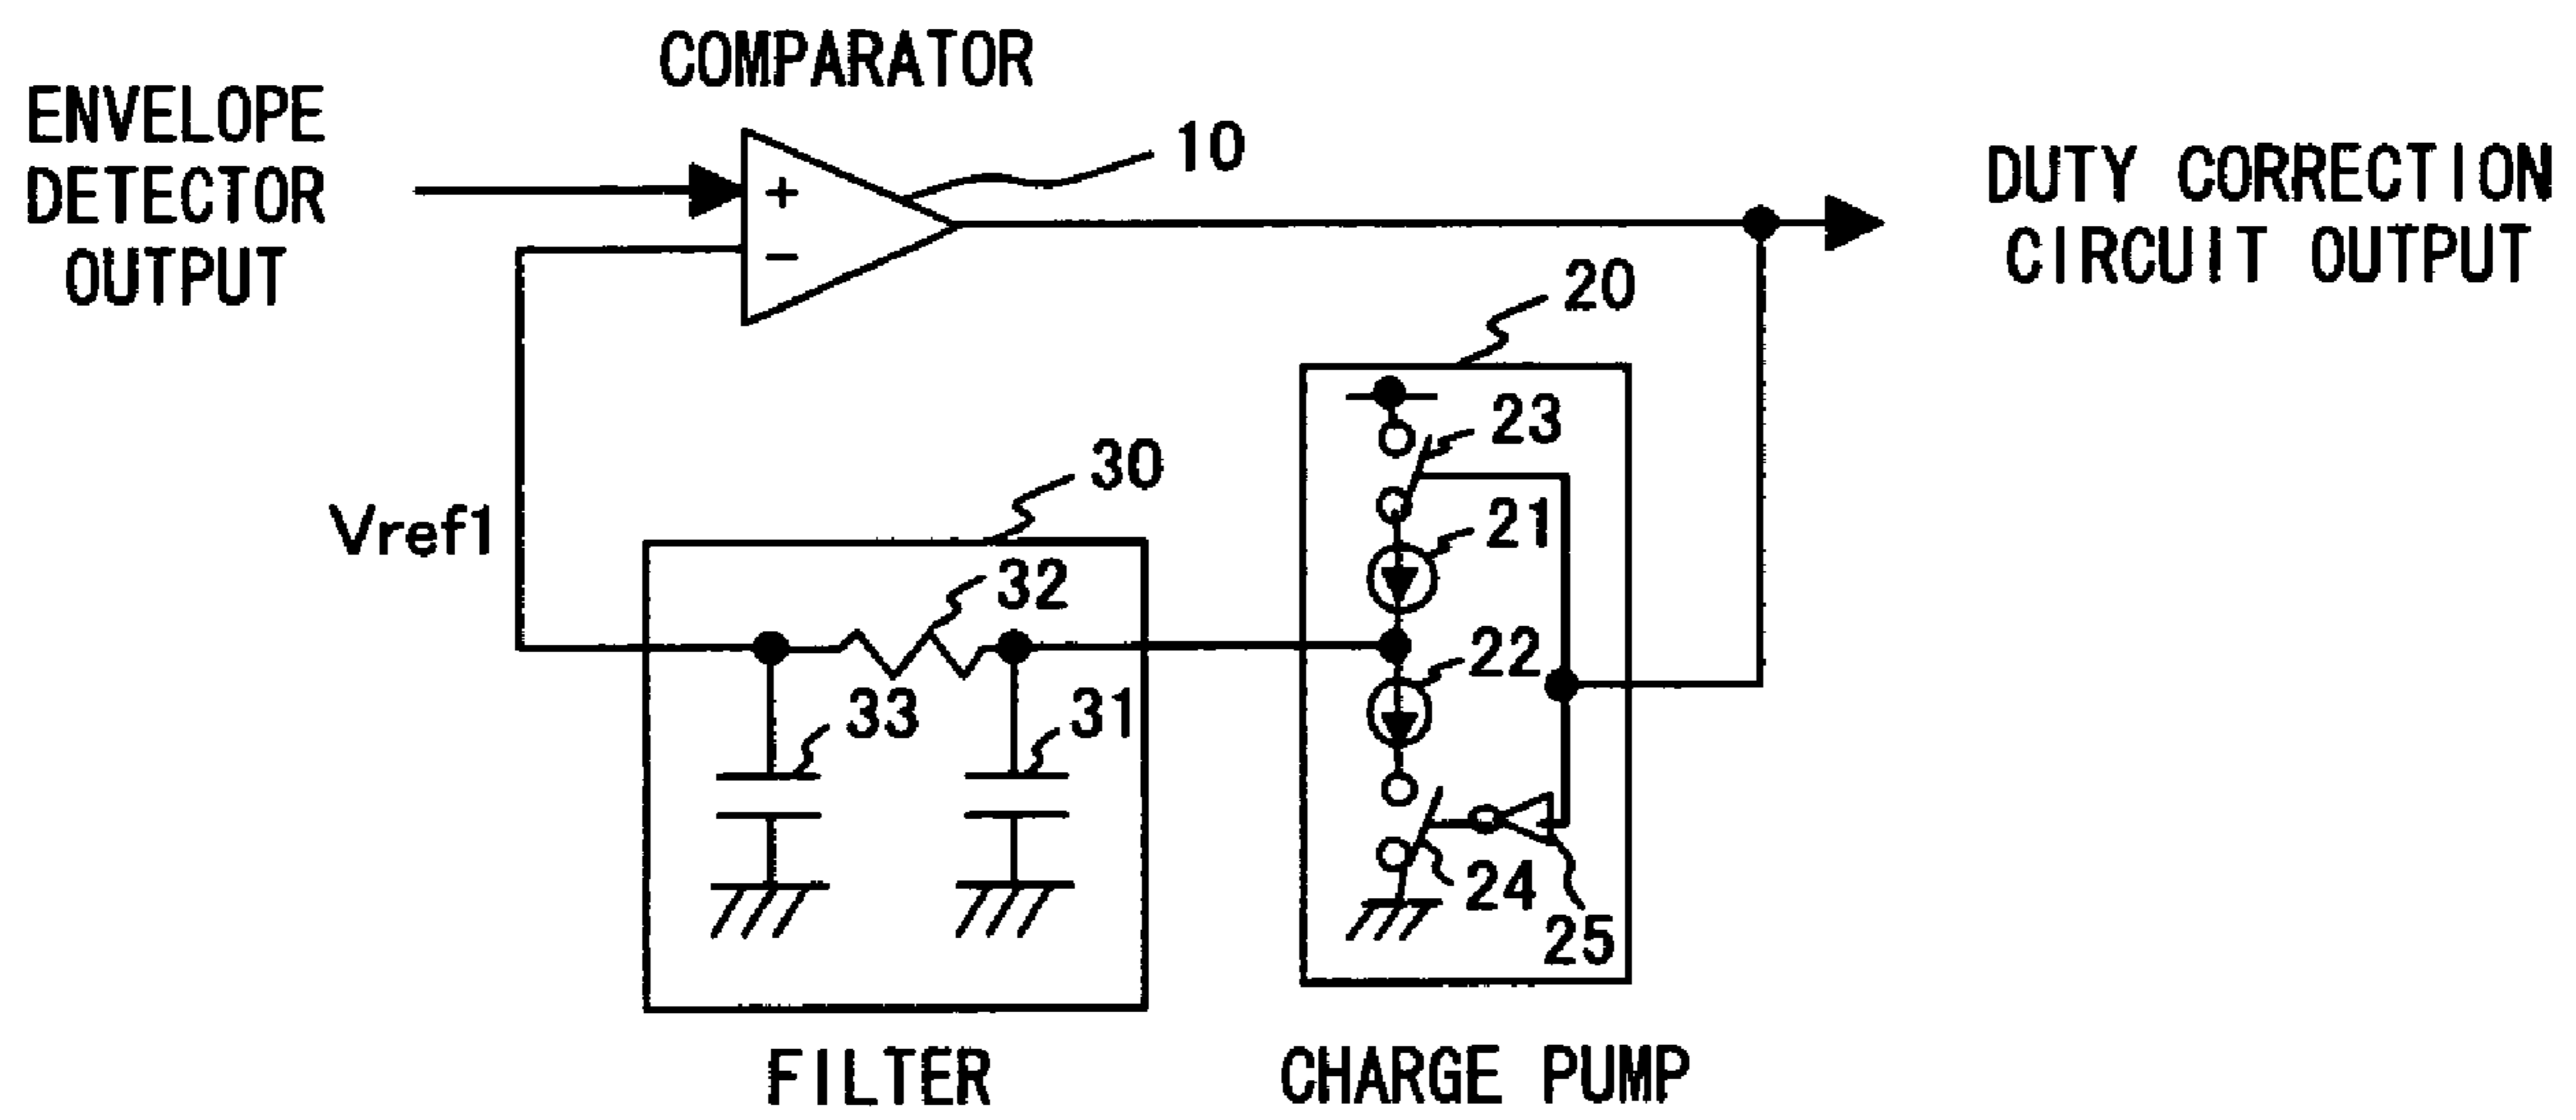 COMPARATOR
ENVELOPE
DETECTOR
OUTPUT
+
−
10
DUTY CORRECTION
CIRCUIT OUTPUT
20
23
21
22
24
25
Vref1
30
32
33
31
FILTER
CHARGE PUMP